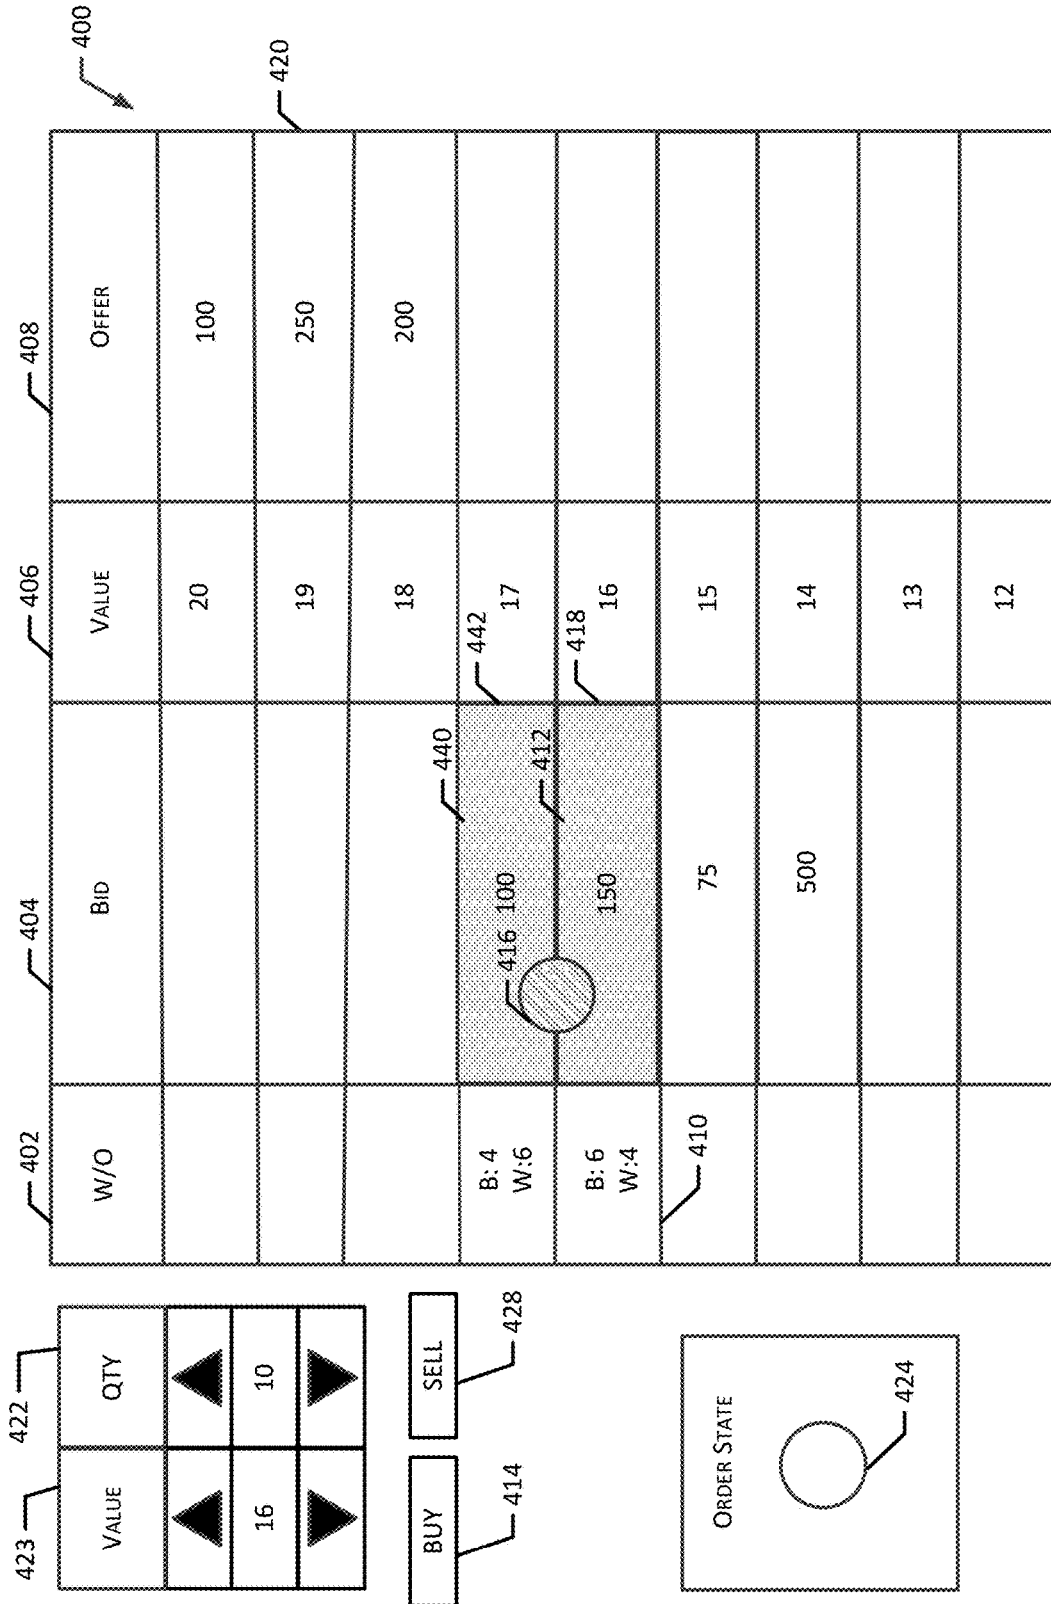 400
402 404 406 408
W/O BID VALUE OFFER
20 100
420
19 250
18 200
440 442
B: 4 100 17
W:6
416
412 418
B: 6 150 16
W:4
410
75 15
500 14
13
12
423 422
VALUE QTY
16 10
BUY SELL
414 428
ORDER STATE
424